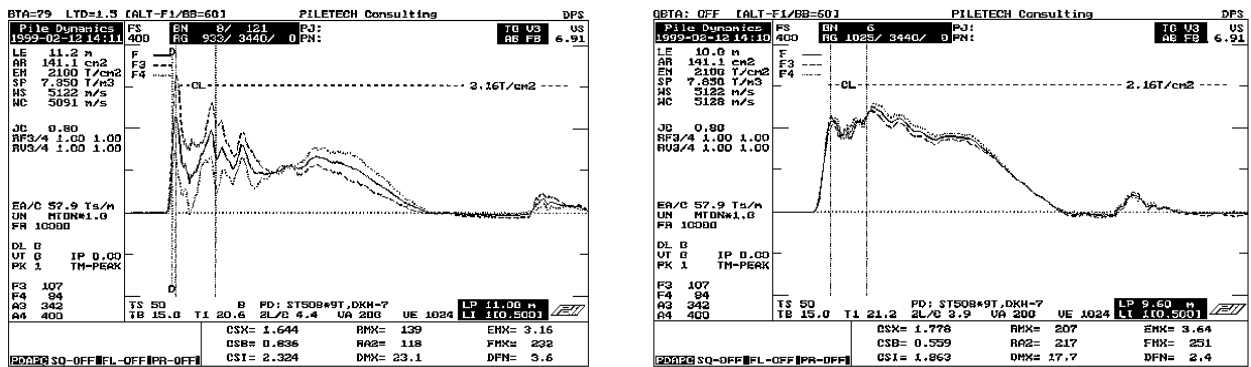 BTA=79 LTD=1.5 [ALT-F1/BB=60] PILETECH Consulting DPS
Pile Dynamics FS BN 8/ 121 PJ: TG V3 VS
1999-02-12 14:11 400 RG 933/ 3440/ 0 PN: AB FB 6.91
LE 11.2 m
AR 141.1 cm2
EM 2100 T/cm2
SP 7.850 T/m3
WS 5122 m/s
WC 5091 m/s
F
F3
F4
D
CL 2.16T/cm2
JC 0.80
RF3/4 1.00 1.00
RV3/4 1.00 1.00
EA/C 57.9 Ts/m
UN MTON*1.0
FR 10000
DL B
VT B IP 0.00
PK 1 TM-PEAK
F3 107
F4 94
A3 342
A4 400
D
TS 50 B PD: ST508*9T,DKH-7 LP 11.00 m
TB 15.0 T1 20.6 2L/C 4.4 VA 200 VE 1024 LI 1[0.500]
CSX= 1.644 RMX= 139 EMX= 3.16
CSB= 0.836 RA2= 118 FMX= 232
CSI= 2.324 DMX= 23.1 DFN= 3.6
PDAPC SQ-OFF FL-OFF PR-OFF
QBTA: OFF [ALT-F1/BB=60] PILETECH Consulting DPS
Pile Dynamics FS BN 6 PJ: TG V3 VS
1999-02-12 14:10 400 RG 1025/ 3440/ 0 PN: AB FB 6.91
LE 10.0 m
AR 141.1 cm2
EM 2100 T/cm2
SP 7.850 T/m3
WS 5122 m/s
WC 5128 m/s
F
F3
F4
CL 2.16T/cm2
JC 0.80
RF3/4 1.00 1.00
RV3/4 1.00 1.00
EA/C 57.9 Ts/m
UN MTON*1.0
FR 10000
DL B
VT B IP 0.00
PK 1 TM-PEAK
F3 107
F4 94
A3 342
A4 400
TS 50 PD: ST508*9T,DKH-7 LP 9.60 m
TB 15.0 T1 21.2 2L/C 3.9 VA 200 VE 1024 LI 1[0.500]
CSX= 1.778 RMX= 207 EMX= 3.64
CSB= 0.559 RA2= 217 FMX= 251
CSI= 1.863 DMX= 17.7 DFN= 2.4
PDAPC SQ-OFF FL-OFF PR-OFF